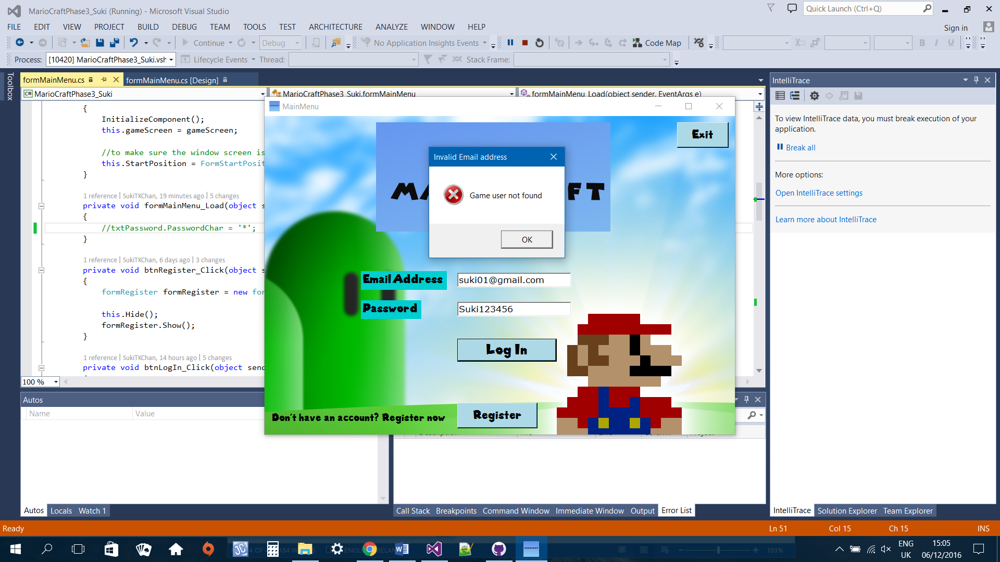 MarioCraftPhase3_Suki (Running) - Microsoft Visual Studio
Quick Launch (Ctrl+Q)
FILE EDIT VIEW PROJECT BUILD DEBUG TEAM TOOLS TEST ARCHITECTURE ANALYZE WINDOW HELP
Sign in
Continue Debug No Application Insights Events Code Map
Process: [10420] MarioCraftPhase3_Suki.vsh Lifecycle Events Thread: Stack Frame:
Toolbox
formMainMenu.cs formMainMenu.cs [Design]
MarioCraftPhase3_Suki MarioCraftPhase3_Suki.formMainMenu formMainMenu_Load(object sender, EventArgs e)
{
InitializeComponent();
this.gameScreen = gameScreen;
//to make sure the window screen is
this.StartPosition = FormStartPosit
}
1 reference | SukiTKChan, 19 minutes ago | 5 changes
private void formMainMenu_Load(object s
{
//txtPassword.PasswordChar = '*';
}
1 reference | SukiTKChan, 6 days ago | 3 changes
private void btnRegister_Click(object s
{
formRegister formRegister = new for
this.Hide();
formRegister.Show();
}
1 reference | SukiTKChan, 14 hours ago | 5 changes
private void btnLogIn_Click(object send
100 %
MainMenu
Exit
Invalid Email address
Game user not found
OK
Email Address suki01@gmail.com
Password Suki123456
Log In
Don't have an account? Register now Register
IntelliTrace
To view IntelliTrace data, you must break execution of your
application.
Break all
More options:
Open IntelliTrace settings
Learn more about IntelliTrace
Autos
Name Value
Autos Locals Watch 1
Call Stack Breakpoints Command Window Immediate Window Output Error List
IntelliTrace Solution Explorer Team Explorer
Ready Ln 51 Col 15 Ch 15 INS
103%
ENG
UK
15:05
06/12/2016